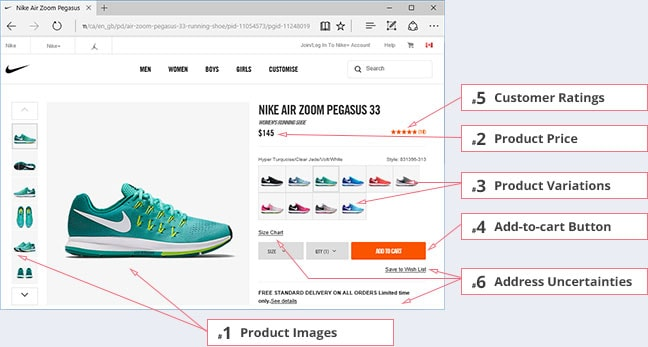 Nike Air Zoom Pegasus
/ca/en_gb/pd/air-zoom-pegasus-33-running-shoe/pid-11054573/pgid-11248019
Nike
Nike+
Join/Log In To Nike+ Account
Help
MEN WOMEN BOYS GIRLS CUSTOMISE
Search
NIKE AIR ZOOM PEGASUS 33
WOMEN'S RUNNING SHOE
$145
Hyper Turquoise/Clear Jade/Volt/White
Style: 831356-313
Size Chart
SIZE
QTY (1)
ADD TO CART
Save to Wish List
FREE STANDARD DELIVERY ON ALL ORDERS Limited time
only.See details
#5 Customer Ratings
#2 Product Price
#3 Product Variations
#4 Add-to-cart Button
#6 Address Uncertainties
#1 Product Images